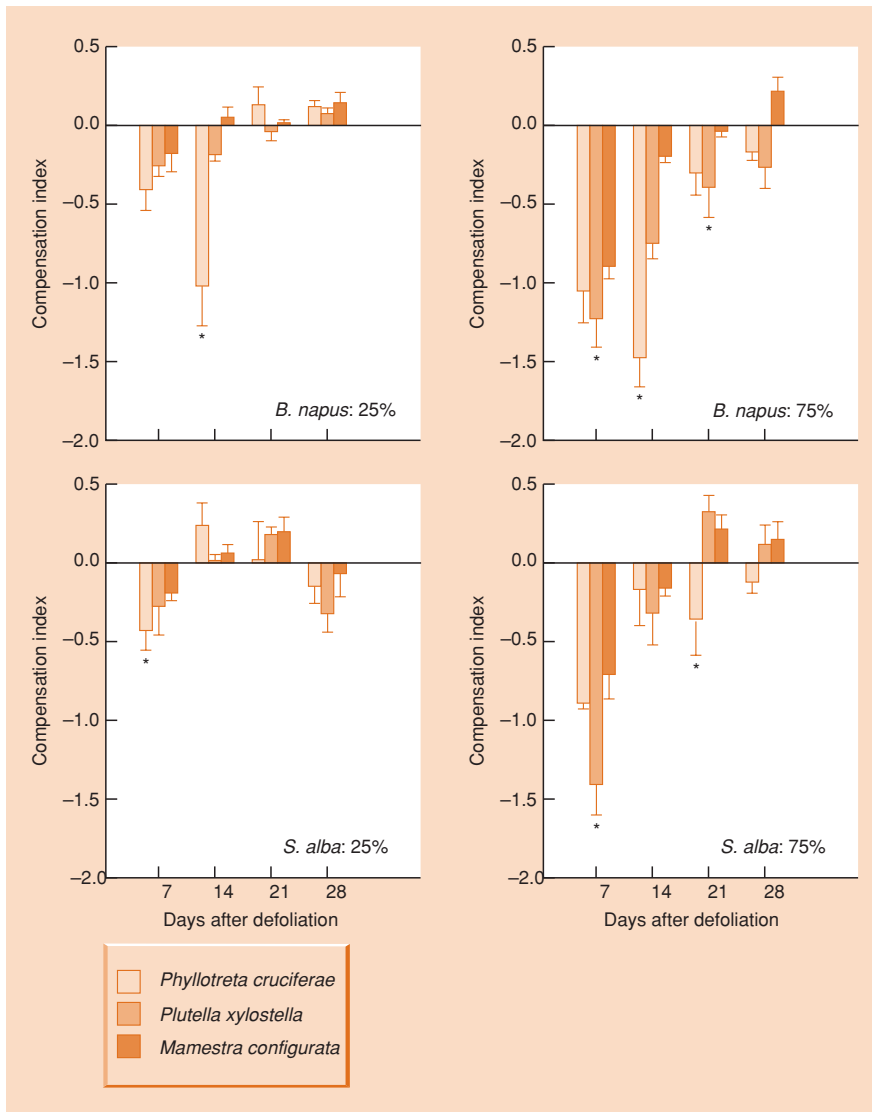 0.5
0.0
–0.5
–1.0
–1.5
–2.0
Compensation index
*
B. napus: 25%
0.5
0.0
–0.5
–1.0
–1.5
–2.0
Compensation index
*
*
*
B. napus: 75%
0.5
0.0
–0.5
–1.0
–1.5
–2.0
Compensation index
*
S. alba: 25%
7 14 21 28
Days after defoliation
0.5
0.0
–0.5
–1.0
–1.5
–2.0
Compensation index
*
*
S. alba: 75%
7 14 21 28
Days after defoliation
Phyllotreta cruciferae
Plutella xylostella
Mamestra configurata